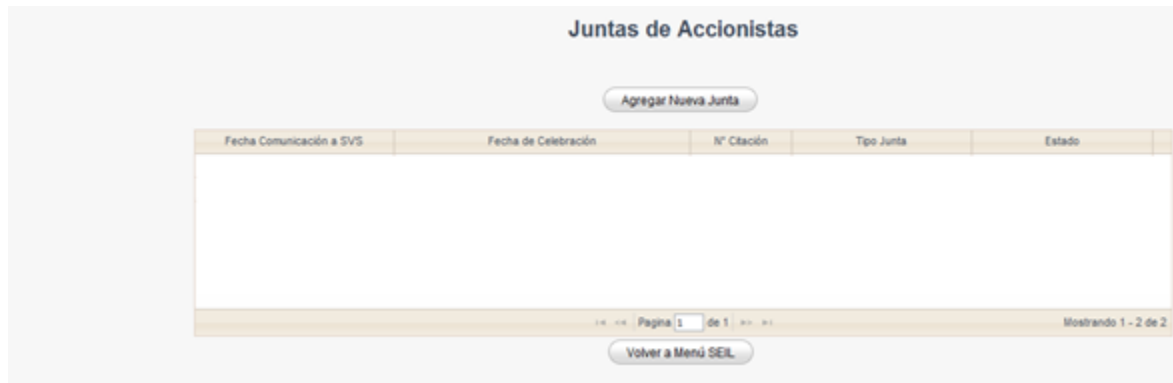 Juntas de Accionistas
Agregar Nueva Junta
Fecha Comunicación a SVS Fecha de Celebración N° Citación Tipo Junta Estado
Pagina 1 de 1 Mostrando 1 - 2 de 2
Volver a Menú SEIL